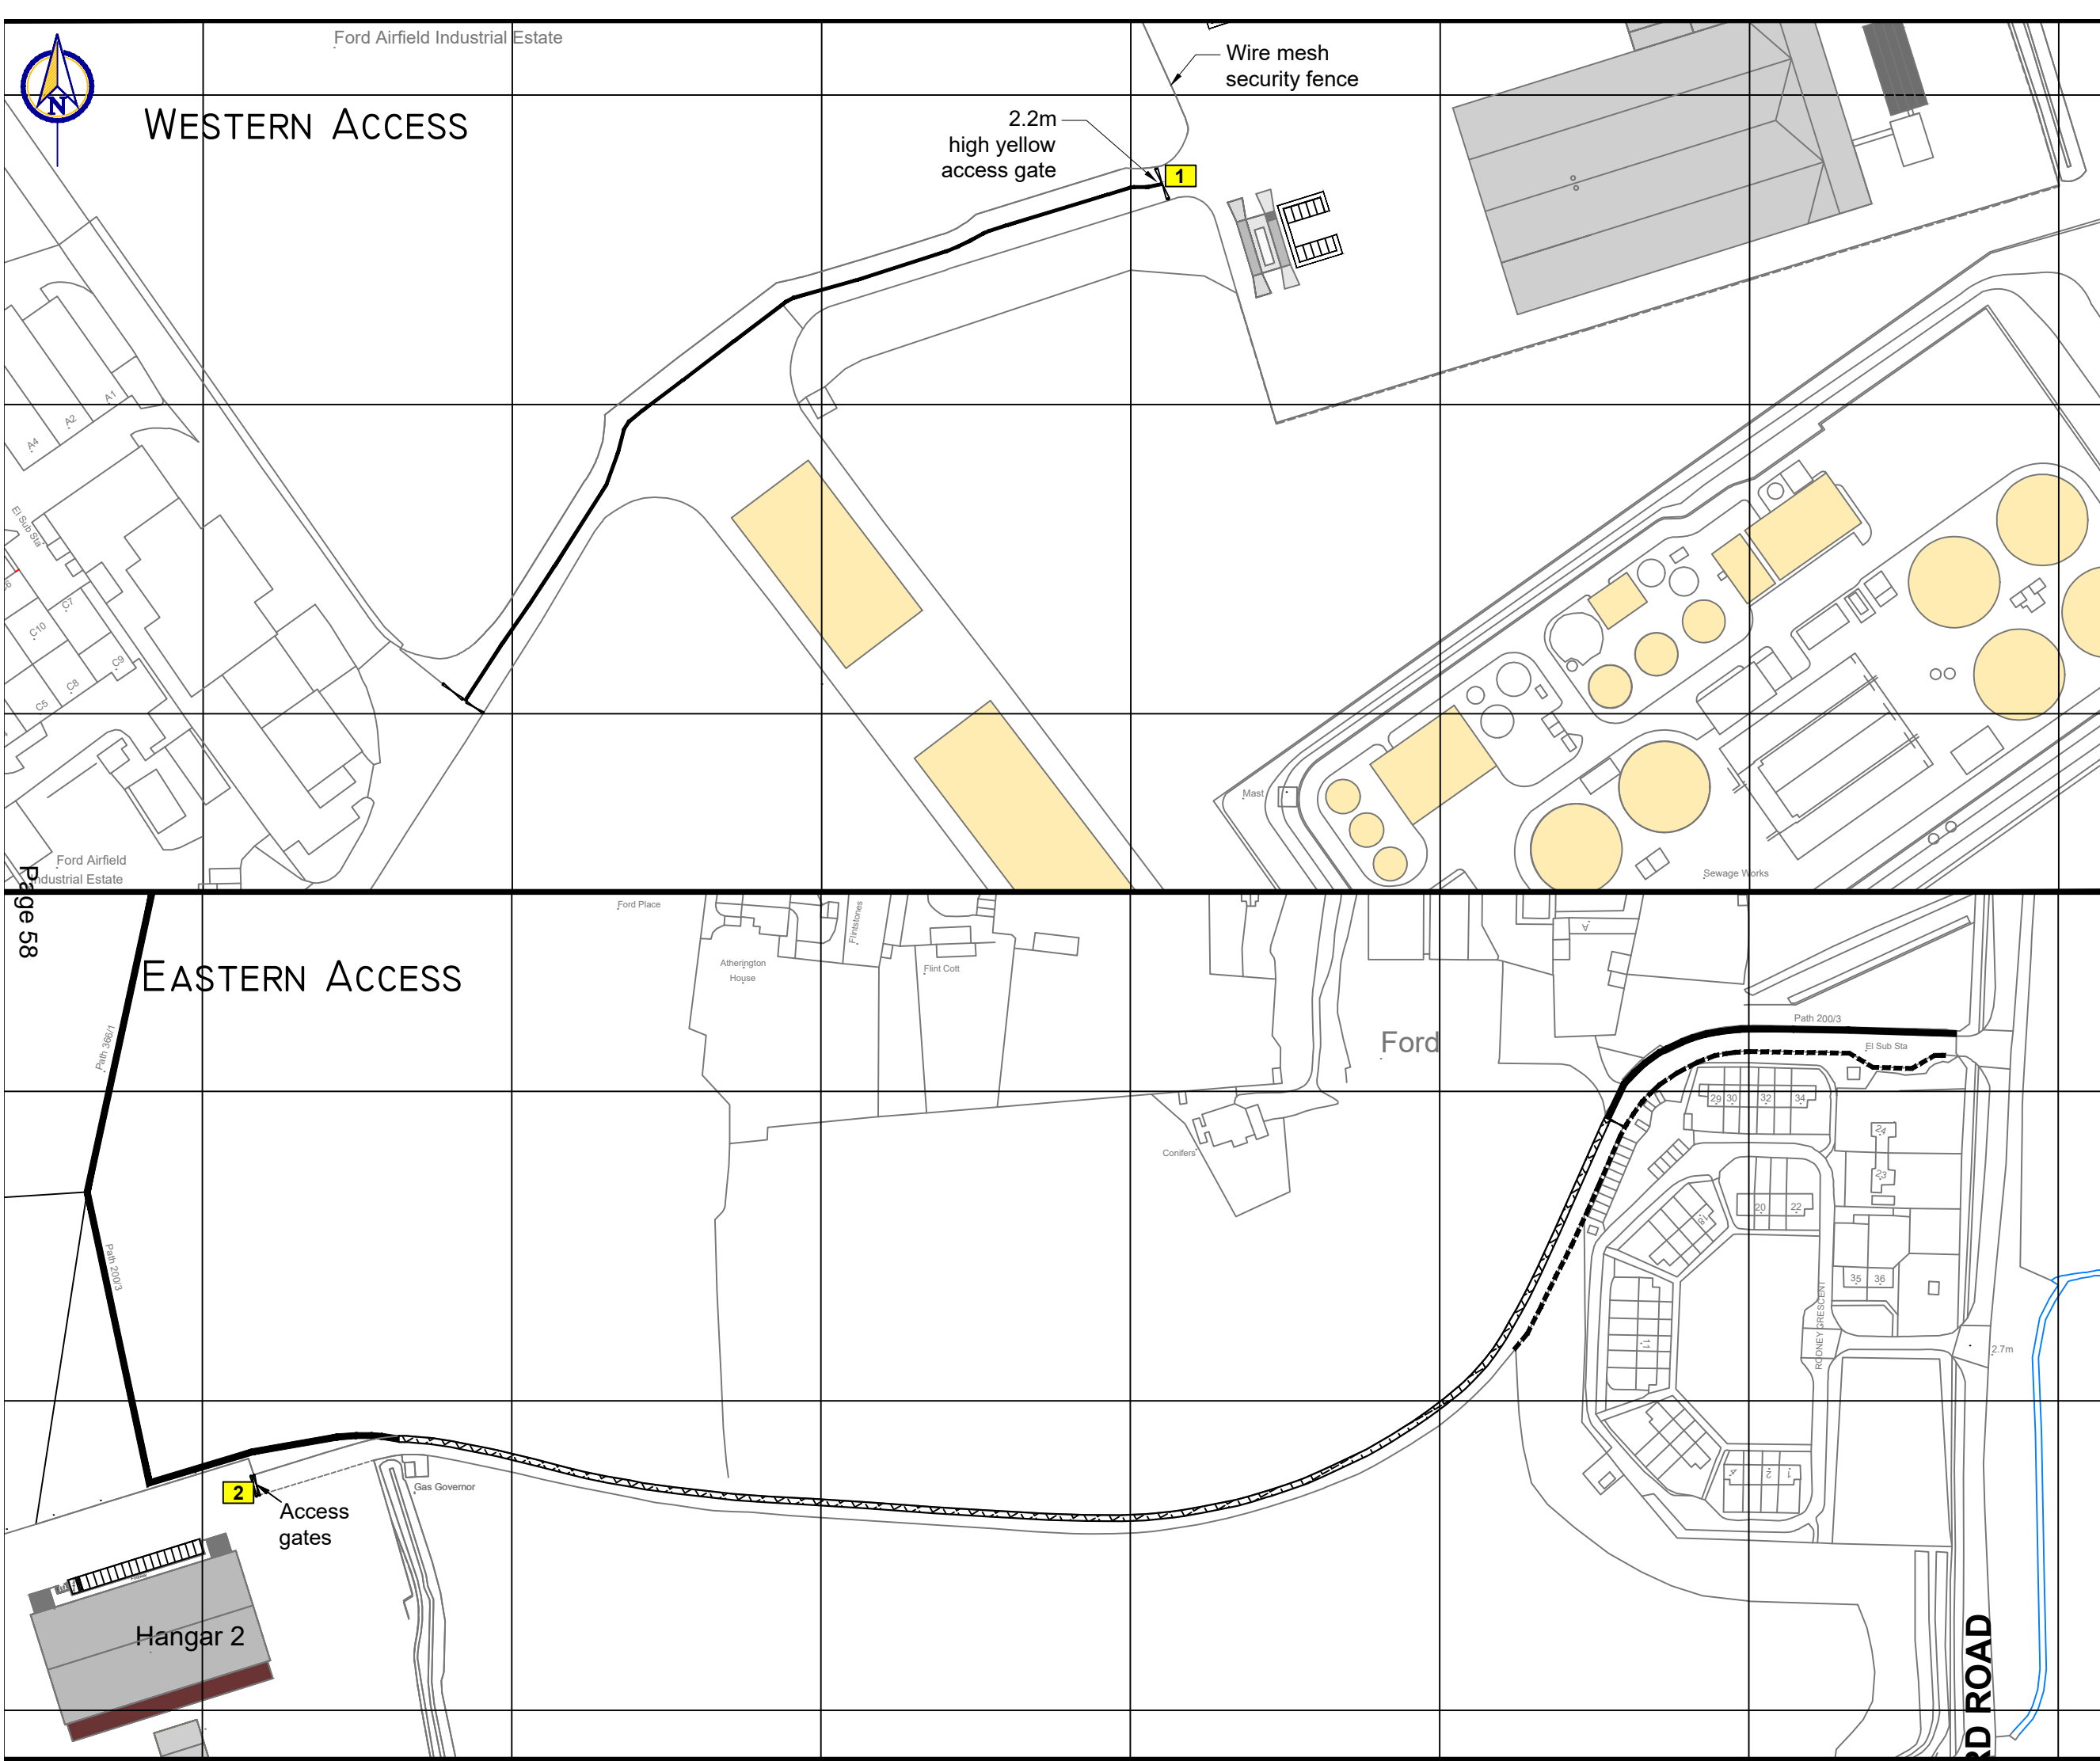 Ford Airfield Industrial Estate
N
WESTERN ACCESS
Wire mesh
security fence
2.2m
high yellow
access gate
1
A1
A2
A4
El Sub Sta
C7
C10
C9
C8
C5
Mast
Sewage Works
Ford Airfield
Industrial Estate
Page 58
EASTERN ACCESS
Ford Place
Flintstones
Atherington
House
Flint Cott
A
Ford
Path 200/3
El Sub Sta
Path 366/1
29
30
32
34
24
23
Conifers
20
22
18
Path 200/3
35
36
RODNEY CRESCENT
11
2.7m
4
2
1
2
Gas Governor
Access
gates
Hangar 2
RD ROAD